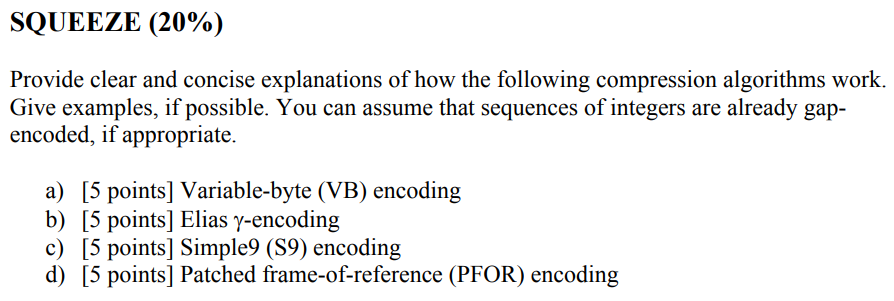 SQUEEZE (20%)
Provide clear and concise explanations of how the following compression algorithms work.
Give examples, if possible. You can assume that sequences of integers are already gap-
encoded, if appropriate.
a) [5 points] Variable-byte (VB) encoding
b) [5 points] Elias γ-encoding
c) [5 points] Simple9 (S9) encoding
d) [5 points] Patched frame-of-reference (PFOR) encoding